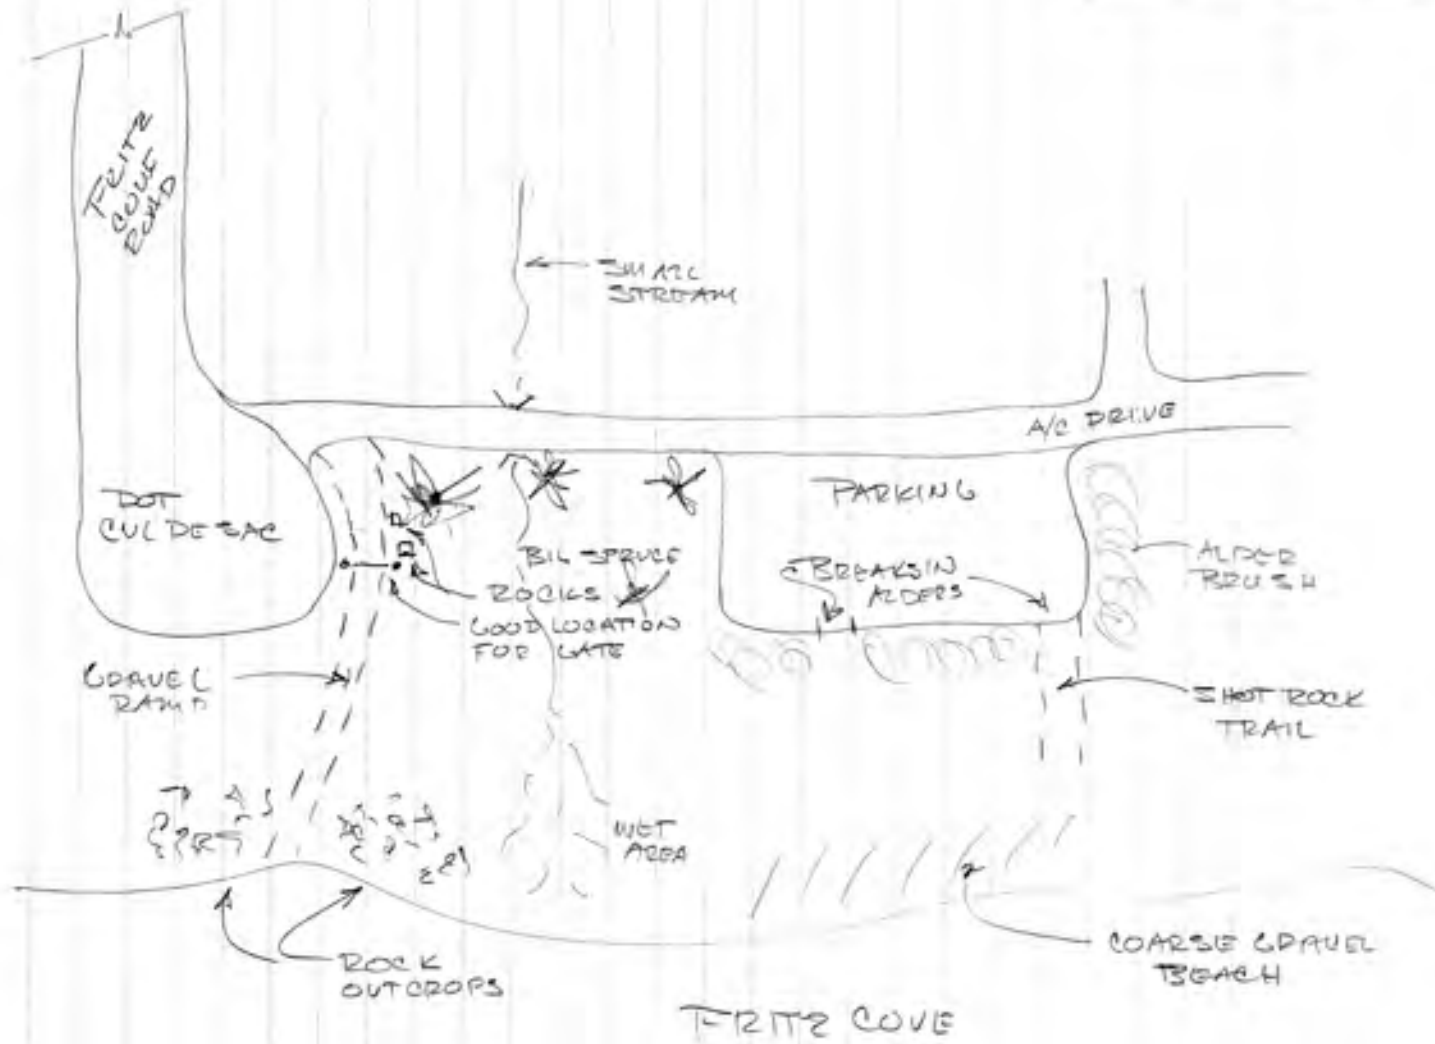 FRITZ
COVE
ROAD
SMALL
STREAM
A/C DRIVE
DOT
CUL DE SAC
PARKING
BIG SPRUCE
BREAKS IN
ALDERS
ALDER
BRUSH
ROCKS
GOOD LOCATION
FOR GATE
GRAVEL
RAMP
SHOT ROCK
TRAIL
WET
AREA
COARSE GRAVEL
BEACH
ROCK
OUTCROPS
FRITZ COVE